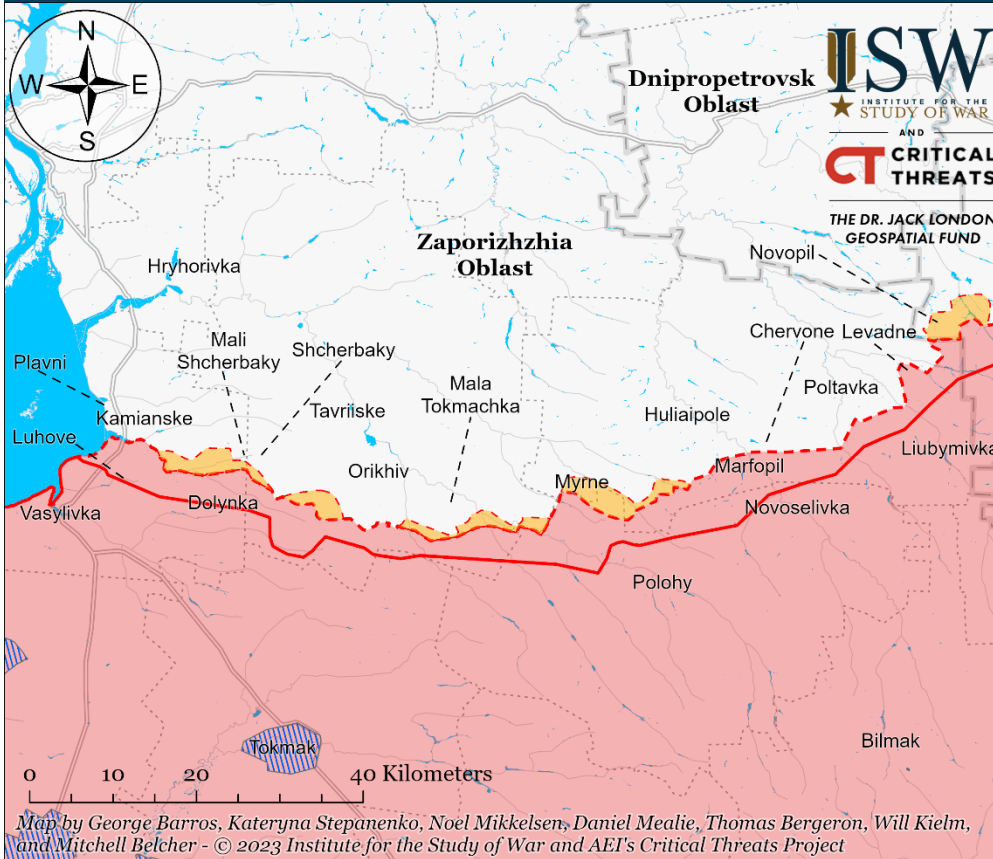 N
W
E
S
Dnipropetrovsk
Oblast
ISW
INSTITUTE FOR THE
STUDY OF WAR
AND
CT CRITICAL
THREATS
THE DR. JACK LONDON
GEOSPATIAL FUND
Zaporizhzhia
Oblast
Novopil
Hryhorivka
Mali
Shcherbaky
Shcherbaky
Chervone
Levadne
Plavni
Mala
Tokmachka
Poltavka
Kamianske
Tavriiske
Huliaipole
Luhove
Orikhiv
Liubymivka
Marfopil
Myrne
Vasylivka
Dolynka
Novoselivka
Polohy
Tokmak
Bilmak
0 10 20 40 Kilometers
Map by George Barros, Kateryna Stepanenko, Noel Mikkelsen, Daniel Mealie, Thomas Bergeron, Will Kielm,
and Mitchell Belcher - © 2023 Institute for the Study of War and AEI's Critical Threats Project